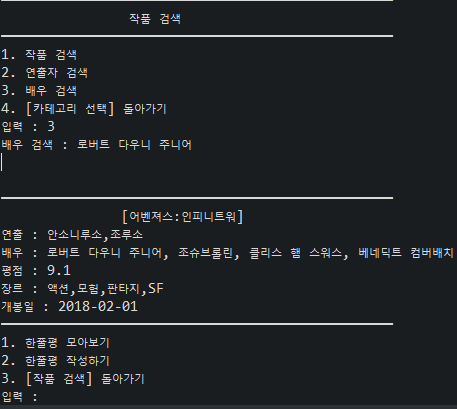 작품 검색
1. 작품 검색
2. 연출자 검색
3. 배우 검색
4. [카테고리 선택] 돌아가기
입력 : 3
배우 검색 : 로버트 다우니 주니어
[어벤져스:인피니트워]
연출 : 안소니루소,조루소
배우 : 로버트 다우니 주니어, 조슈브롤린, 클리스 햄 스워스, 베네딕트 컴버배치
평점 : 9.1
장르 : 액션,모험,판타지,SF
개봉일 : 2018-02-01
1. 한줄평 모아보기
2. 한줄평 작성하기
3. [작품 검색] 돌아가기
입력 :